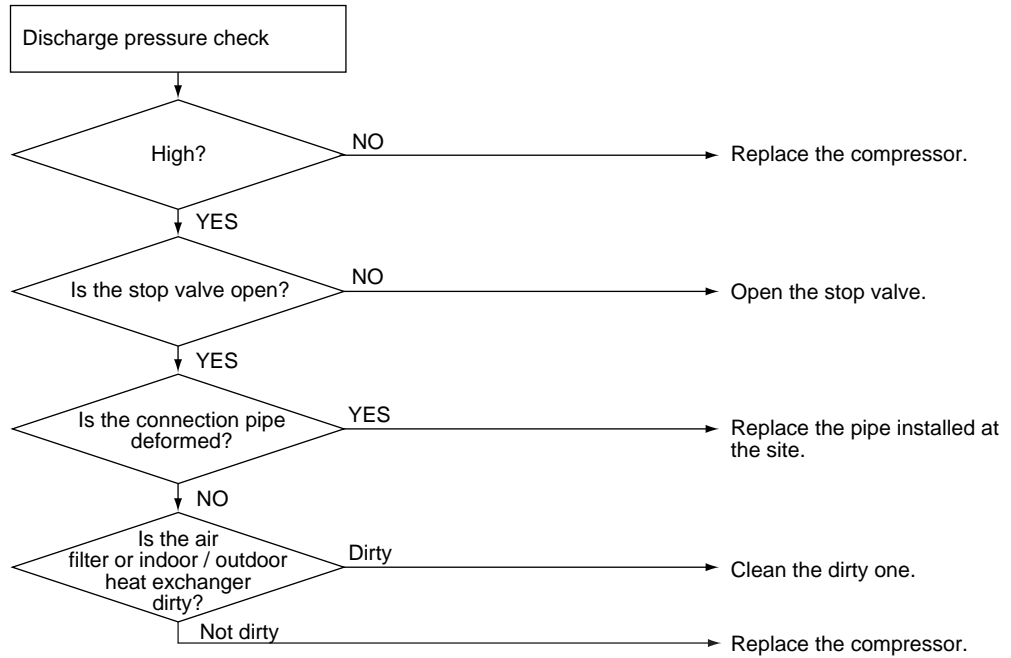 Discharge pressure check
High?
NO
Replace the compressor.
YES
Is the stop valve open?
NO
Open the stop valve.
YES
Is the connection pipe
deformed?
YES
Replace the pipe installed at
the site.
NO
Is the air
filter or indoor / outdoor
heat exchanger
dirty?
Dirty
Clean the dirty one.
Not dirty
Replace the compressor.